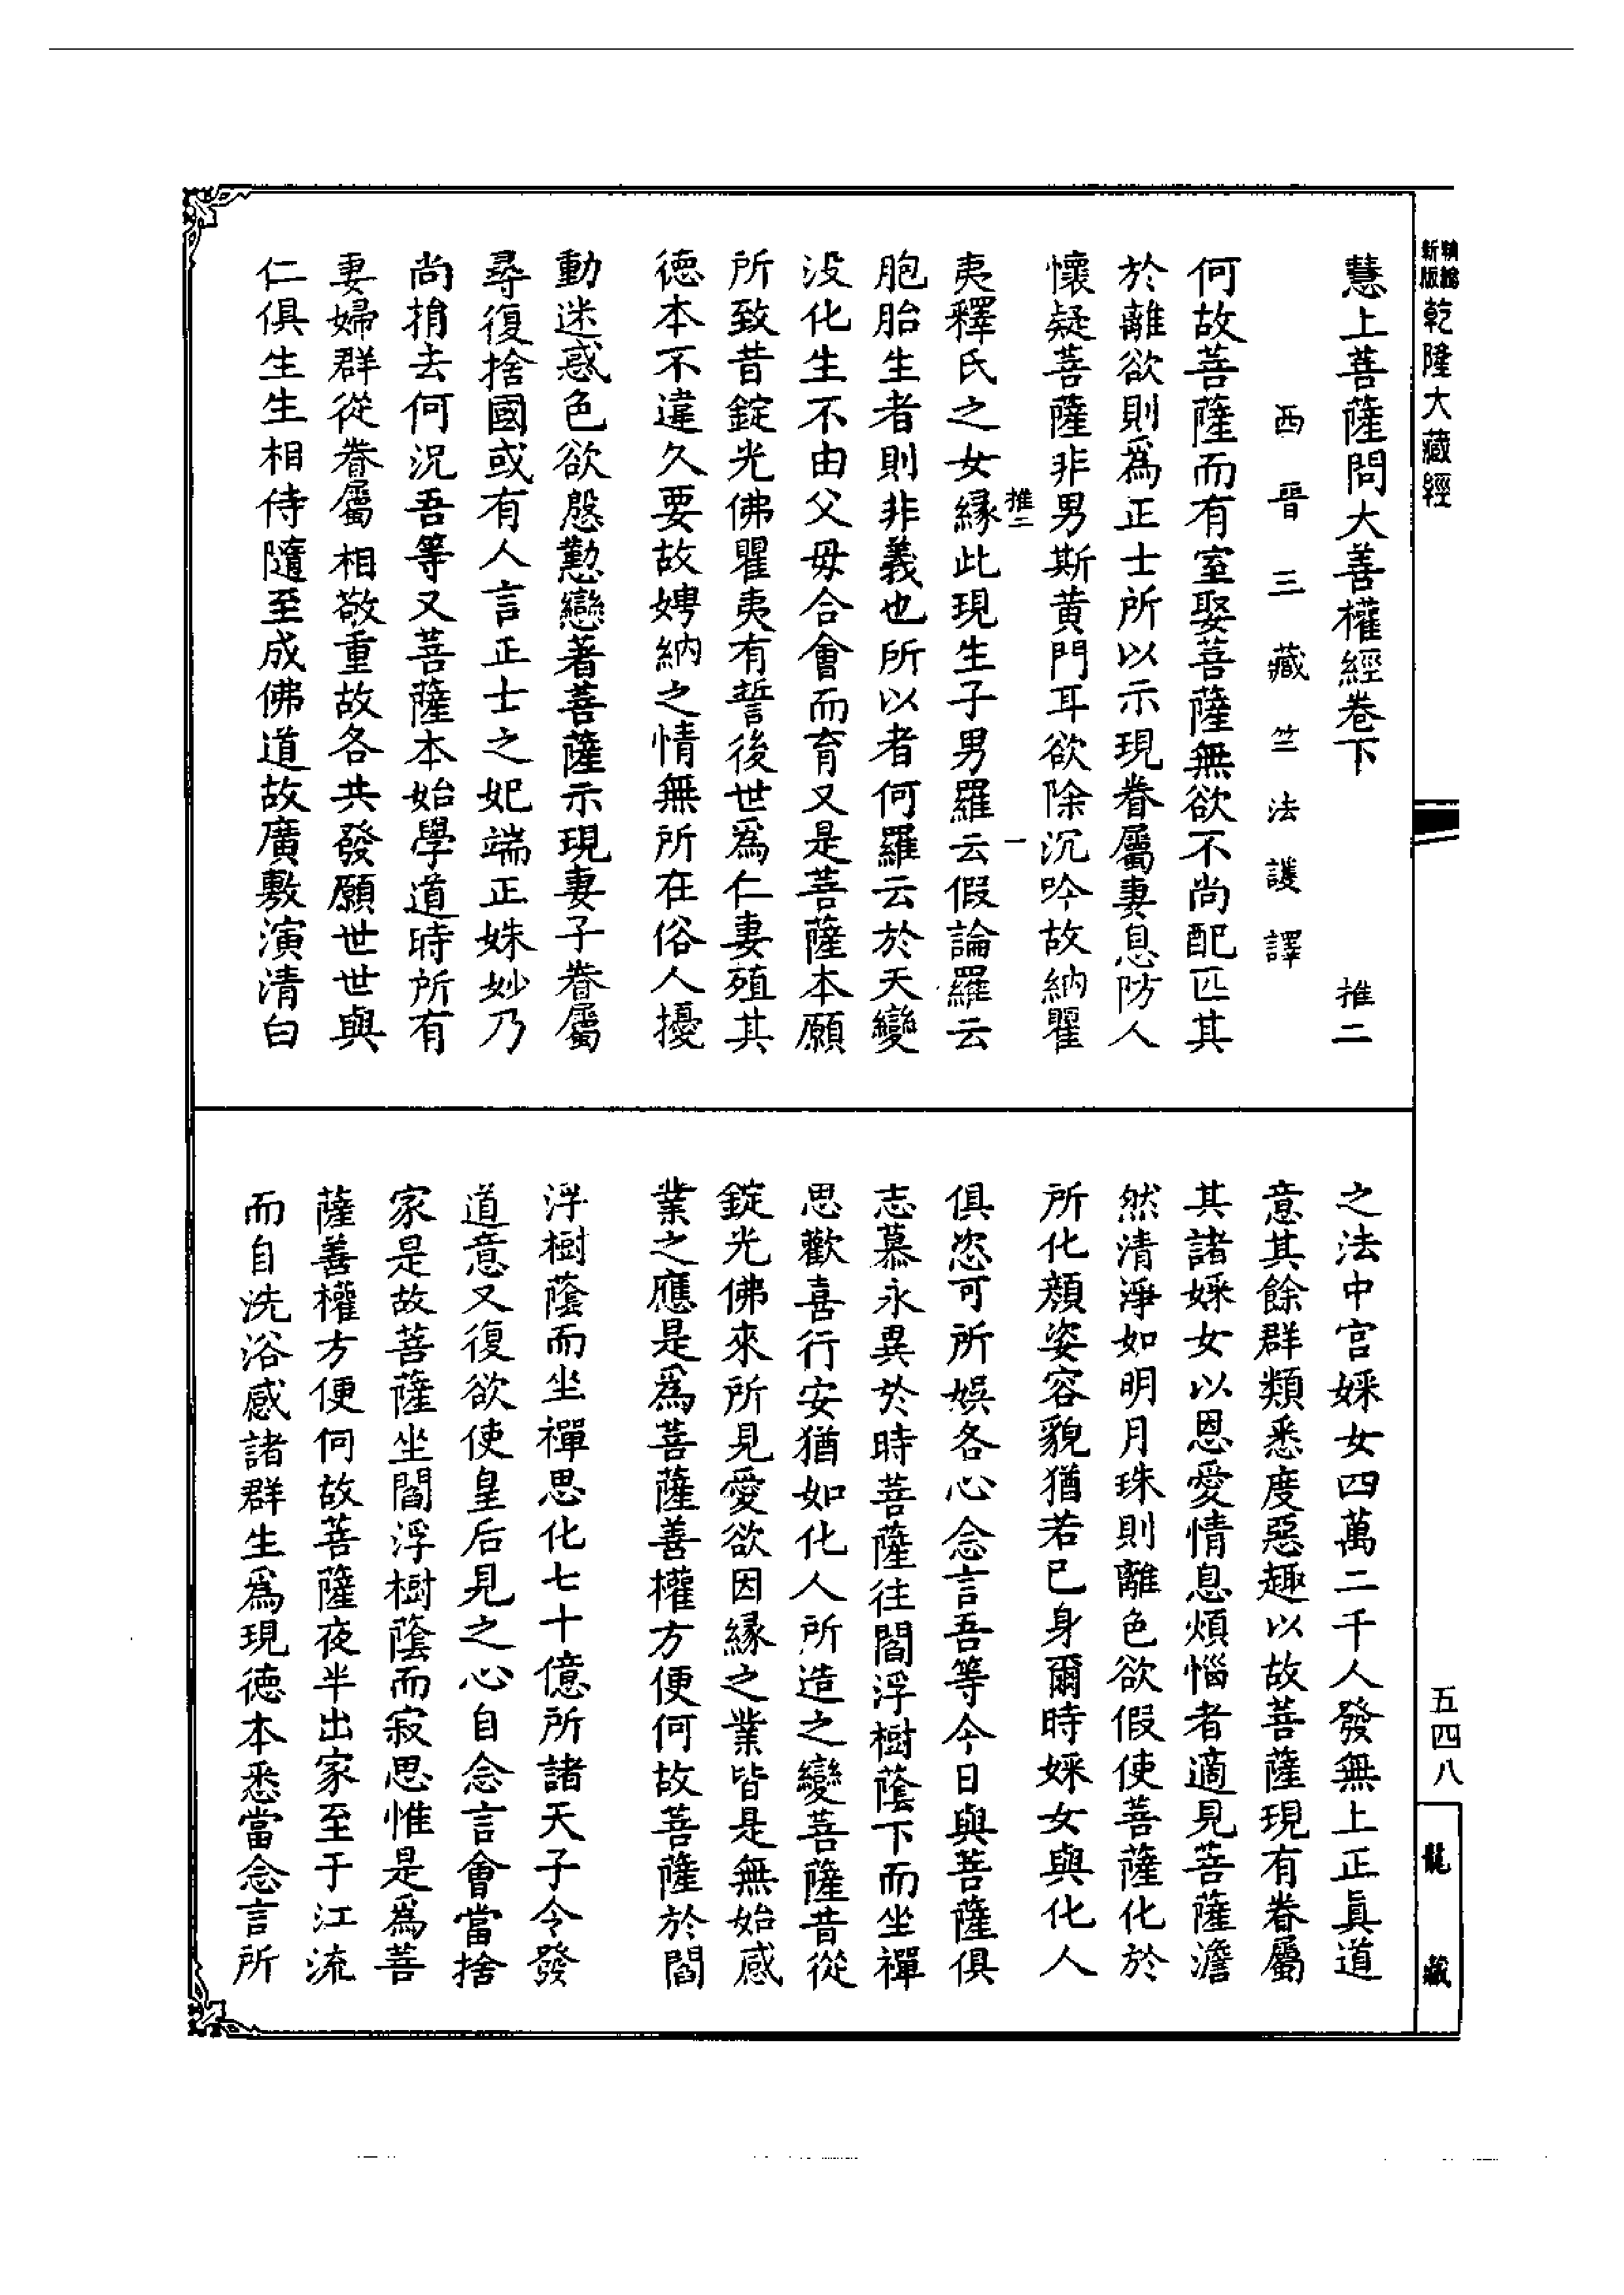 新版
精縮
乾隆大藏經
慧上菩薩問大善權經卷下 推二
西晉三藏竺法護譯
何故菩薩而有室娶菩薩無欲不尚配匹其
於離欲則爲正士所以示現眷屬妻息防人
懷疑菩薩非男斯黄門耳欲除沉吟故納瞿
推二 一
夷釋氏之女縁此現生子男羅云假論羅云
胞胎生者則非義也所以者何羅云於天變
没化生不由父母合會而育又是菩薩本願
所致昔錠光佛瞿夷有誓後世爲仁妻殖其
德本不違久要故娉納之情無所在俗人擾
動迷惑色欲慇懃戀著菩薩示現妻子眷屬
尋復捨國或有人言正士之妃端正姝妙乃
尚捐去何況吾等又菩薩本始學道時所有
妻婦群從眷屬相敬重故各共發願世世與
仁俱生生相侍隨至成佛道故廣敷演清白
之法中宫婇女四萬二千人發無上正真道
意其餘群類悉度惡趣以故菩薩現有眷屬
其諸婇女以恩愛情息煩惱者適見菩薩澹
然清淨如明月珠則離色欲假使菩薩化於
所化顔姿容貌猶若已身爾時婇女與化人
俱恣可所娯各心念言吾等今日與菩薩俱
志慕永異於時菩薩往閻浮樹蔭下而坐禪
思歡喜行安猶如化人所造之變菩薩昔從
錠光佛來所見愛欲因縁之業皆是無始感
業之應是爲菩薩善權方便何故菩薩於閻
浮樹蔭而坐禪思化七十億所諸天子令發
道意又復欲使皇后見之心自念言會當捨
家是故菩薩坐閻浮樹蔭而寂思惟是爲菩
薩善權方便何故菩薩夜半出家至于江流
而自洗浴感諸群生爲現德本悉當念言所
五四八
龍藏